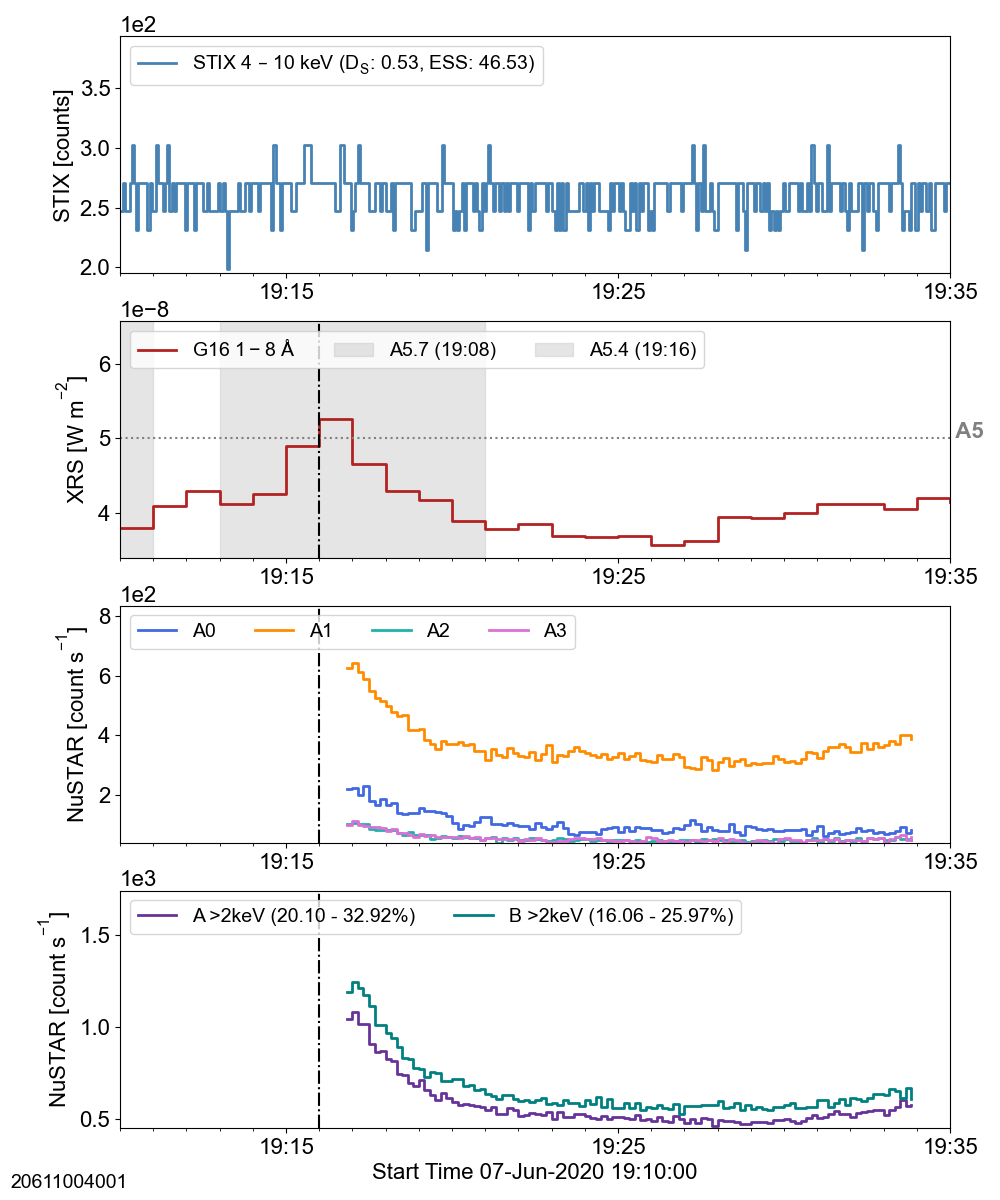 1e2
STIX 4 – 10 keV (D_S: 0.53, ESS: 46.53)
STIX [counts]
3.5
3.0
2.5
2.0
19:15 19:25 19:35
1e−8
G16 1 – 8 Å A5.7 (19:08) A5.4 (19:16)
XRS [W m⁻²]
6
5
4
A5
19:15 19:25 19:35
1e2
A0 A1 A2 A3
NuSTAR [count s⁻¹]
8
6
4
2
19:15 19:25 19:35
1e3
A >2keV (20.10 - 32.92%) B >2keV (16.06 - 25.97%)
NuSTAR [count s⁻¹]
1.5
1.0
0.5
19:15 19:25 19:35
Start Time 07-Jun-2020 19:10:00
20611004001